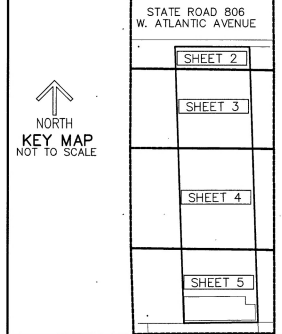 STATE ROAD 806
W. ATLANTIC AVENUE
SHEET 2
SHEET 3
NORTH
KEY MAP
NOT TO SCALE
SHEET 4
SHEET 5